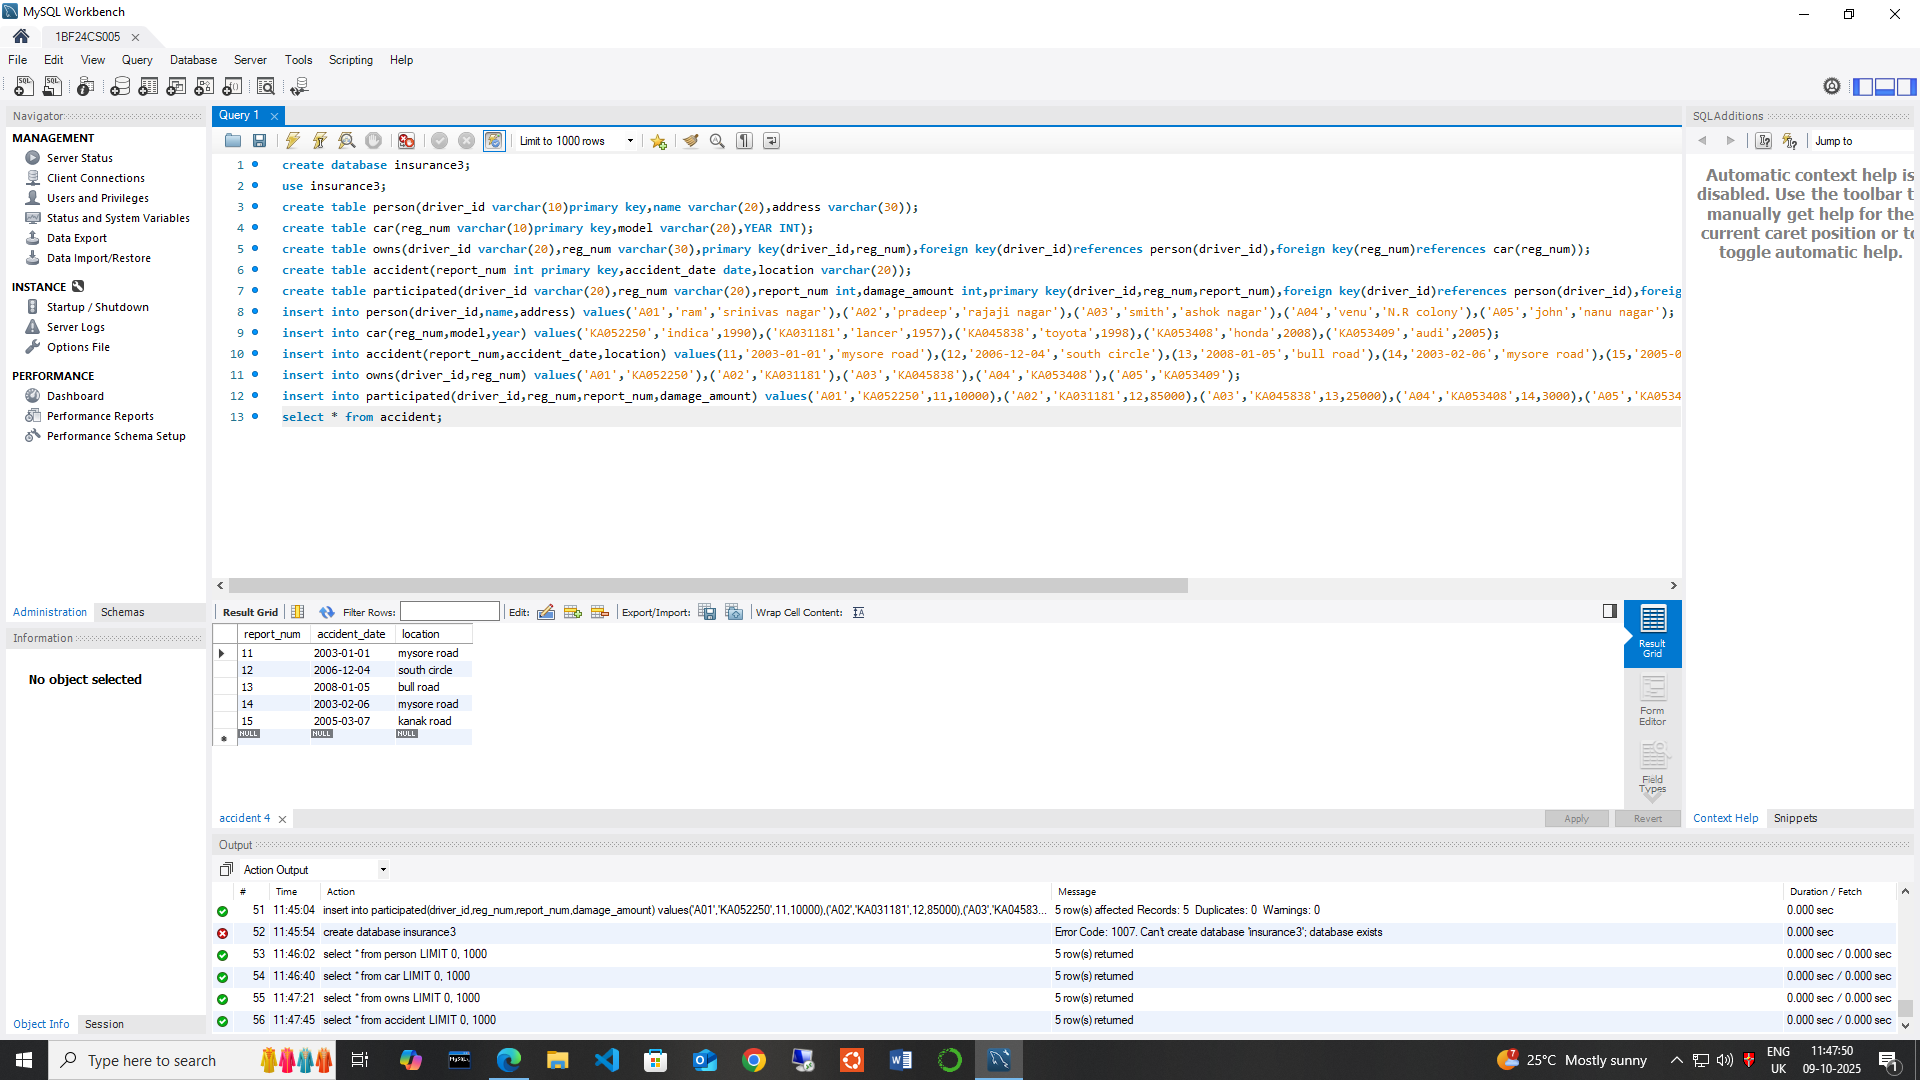 MySQL Workbench
1BF24CS005
File Edit View Query Database Server Tools Scripting Help
Navigator
MANAGEMENT
Server Status
Client Connections
Users and Privileges
Status and System Variables
Data Export
Data Import/Restore
INSTANCE
Startup / Shutdown
Server Logs
Options File
PERFORMANCE
Dashboard
Performance Reports
Performance Schema Setup
Administration Schemas
Information
No object selected
Object Info Session
Query 1
Limit to 1000 rows
1 create database insurance3;
2 use insurance3;
3 create table person(driver_id varchar(10)primary key,name varchar(20),address varchar(30));
4 create table car(reg_num varchar(10)primary key,model varchar(20),YEAR INT);
5 create table owns(driver_id varchar(20),reg_num varchar(30),primary key(driver_id,reg_num),foreign key(driver_id)references person(driver_id),foreign key(reg_num)references car(reg_num));
6 create table accident(report_num int primary key,accident_date date,location varchar(20));
7 create table participated(driver_id varchar(20),reg_num varchar(20),report_num int,damage_amount int,primary key(driver_id,reg_num,report_num),foreign key(driver_id)references person(driver_id),foreig
8 insert into person(driver_id,name,address) values('A01','ram','srinivas nagar'),('A02','pradeep','rajaji nagar'),('A03','smith','ashok nagar'),('A04','venu','N.R colony'),('A05','john','nanu nagar');
9 insert into car(reg_num,model,year) values('KA052250','indica',1990),('KA031181','lancer',1957),('KA045838','toyota',1998),('KA053408','honda',2008),('KA053409','audi',2005);
10 insert into accident(report_num,accident_date,location) values(11,'2003-01-01','mysore road'),(12,'2006-12-04','south circle'),(13,'2008-01-05','bull road'),(14,'2003-02-06','mysore road'),(15,'2005-0
11 insert into owns(driver_id,reg_num) values('A01','KA052250'),('A02','KA031181'),('A03','KA045838'),('A04','KA053408'),('A05','KA053409');
12 insert into participated(driver_id,reg_num,report_num,damage_amount) values('A01','KA052250',11,10000),('A02','KA031181',12,85000),('A03','KA045838',13,25000),('A04','KA053408',14,3000),('A05','KA0534
13 select * from accident;
Result Grid Filter Rows: Edit: Export/Import: Wrap Cell Content:
report_num accident_date location
11 2003-01-01 mysore road
12 2006-12-04 south circle
13 2008-01-05 bull road
14 2003-02-06 mysore road
15 2005-03-07 kanak road
NULL NULL NULL
Result Grid
Form Editor
Field Types
accident 4
Apply Revert
SQLAdditions
Jump to
Automatic context help is
disabled. Use the toolbar t
manually get help for the
current caret position or to
toggle automatic help.
Context Help Snippets
Output
Action Output
# Time Action Message Duration / Fetch
51 11:45:04 insert into participated(driver_id,reg_num,report_num,damage_amount) values('A01','KA052250',11,10000),('A02','KA031181',12,85000),('A03','KA04583... 5 row(s) affected Records: 5 Duplicates: 0 Warnings: 0 0.000 sec
52 11:45:54 create database insurance3 Error Code: 1007. Can't create database 'insurance3'; database exists 0.000 sec
53 11:46:02 select * from person LIMIT 0, 1000 5 row(s) returned 0.000 sec / 0.000 sec
54 11:46:40 select * from car LIMIT 0, 1000 5 row(s) returned 0.000 sec / 0.000 sec
55 11:47:21 select * from owns LIMIT 0, 1000 5 row(s) returned 0.000 sec / 0.000 sec
56 11:47:45 select * from accident LIMIT 0, 1000 5 row(s) returned 0.000 sec / 0.000 sec
Type here to search
25°C Mostly sunny
ENG
UK
11:47:50
09-10-2025